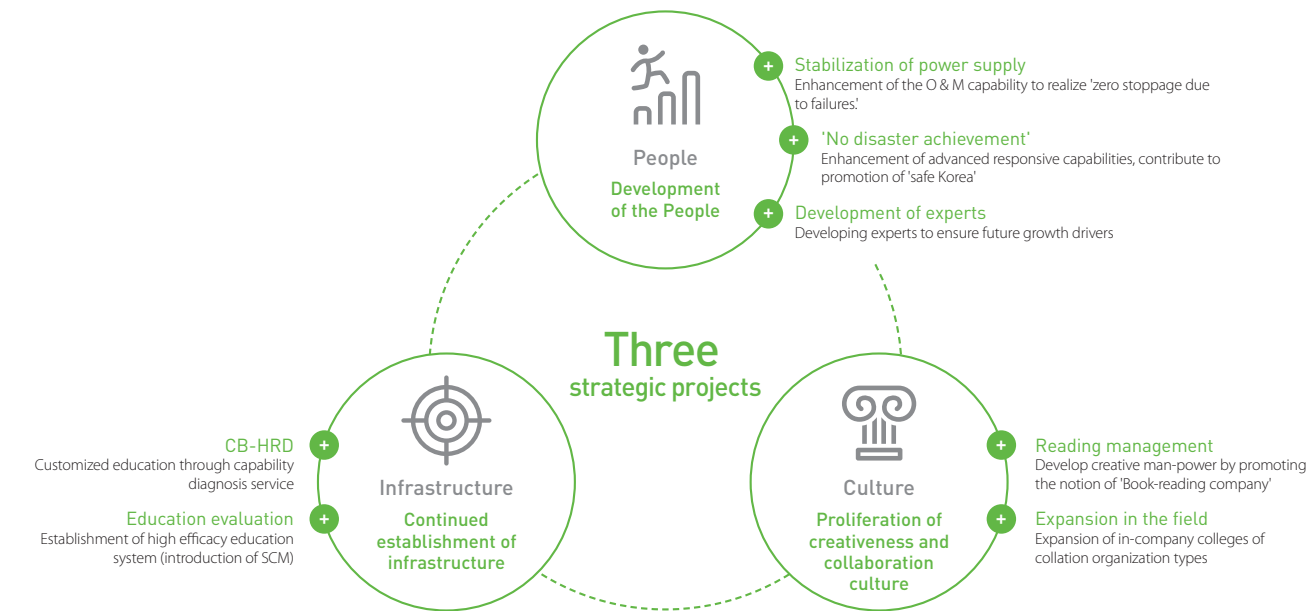 People
Development
of the People
Stabilization of power supply
Enhancement of the O & M capability to realize 'zero stoppage due
to failures.'
'No disaster achievement'
Enhancement of advanced responsive capabilities, contribute to
promotion of 'safe Korea'
Development of experts
Developing experts to ensure future growth drivers
Three
strategic projects
CB-HRD
Customized education through capability
diagnosis service
Education evaluation
Establishment of high efficacy education
system (introduction of SCM)
Infrastructure
Continued
establishment of
infrastructure
Culture
Proliferation of
creativeness and
collaboration
culture
Reading management
Develop creative man-power by promoting
the notion of 'Book-reading company'
Expansion in the field
Expansion of in-company colleges of
collation organization types